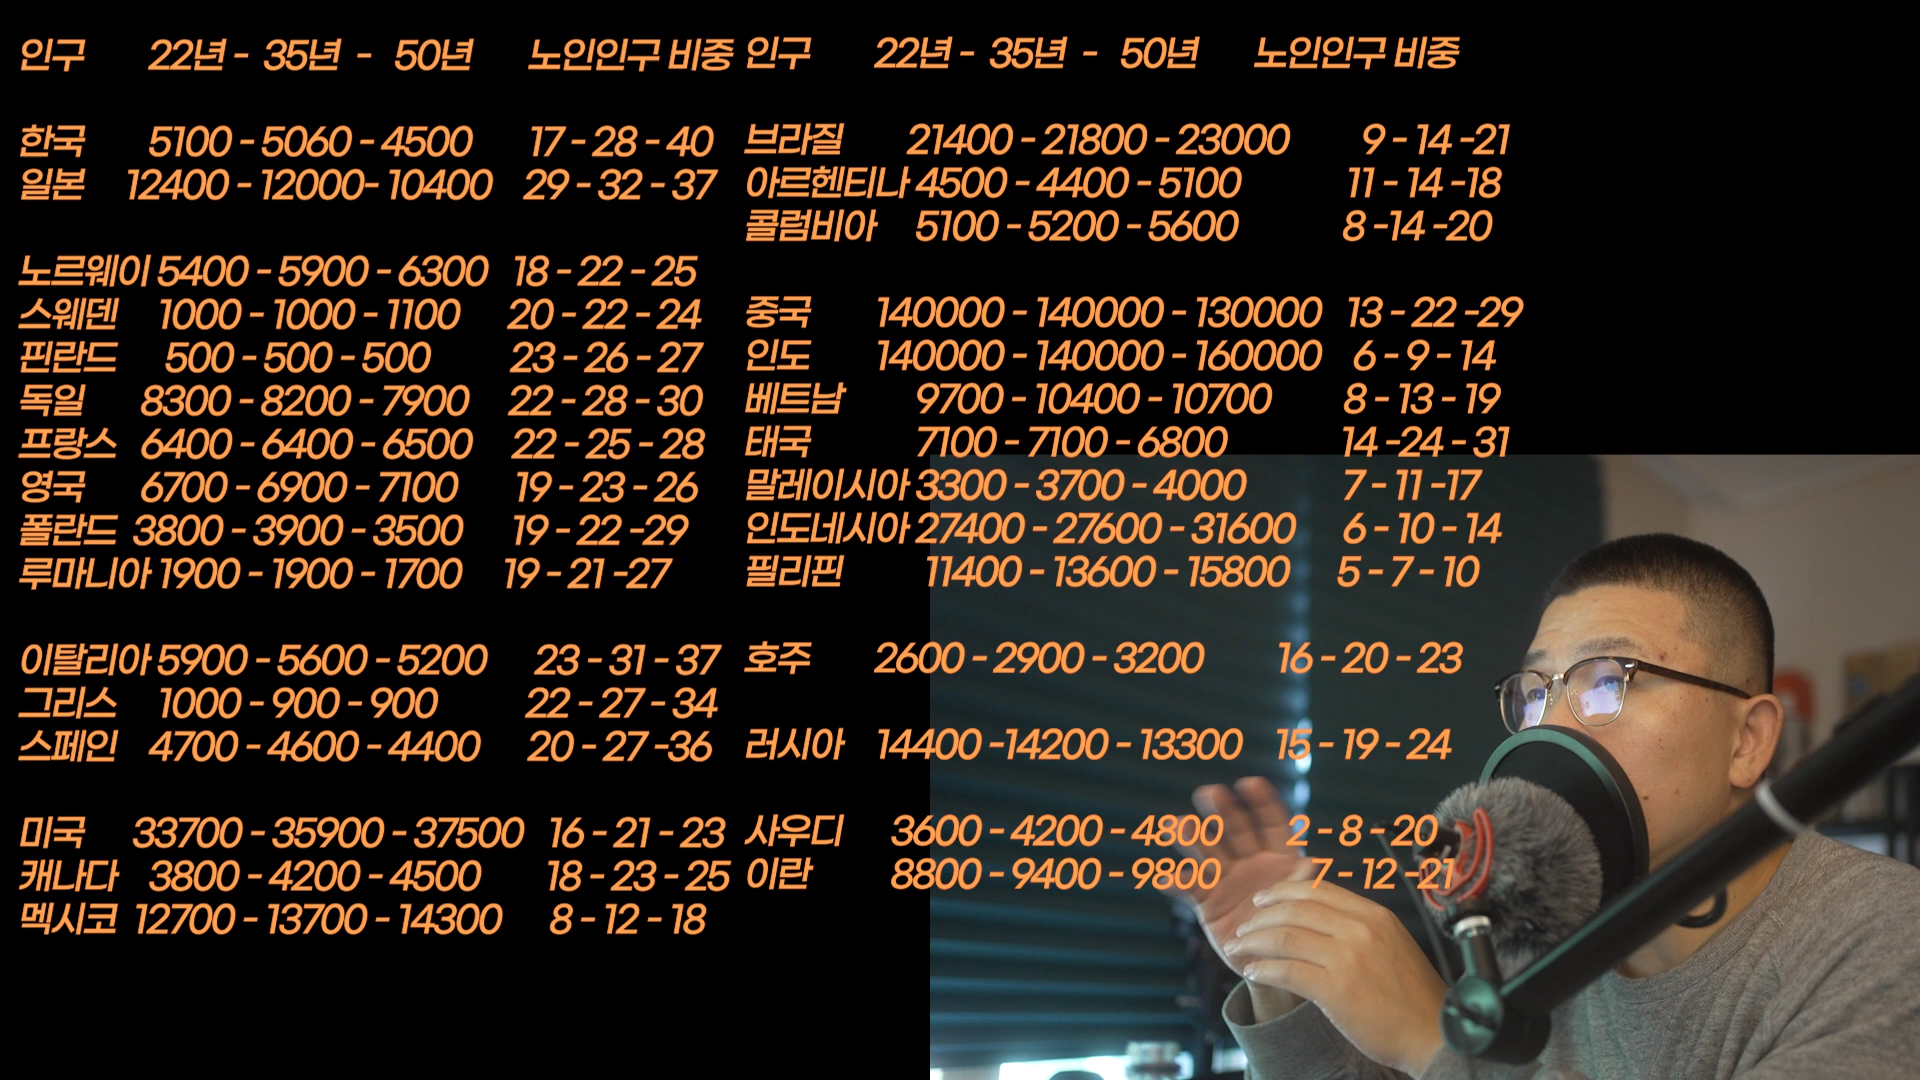 인구 22년 - 35년 - 50년 노인인구 비중
한국 5100 - 5060 - 4500 17 - 28 - 40
일본 12400 - 12000- 10400 29 - 32 - 37
노르웨이 5400 - 5900 - 6300 18 - 22 - 25
스웨덴 1000 - 1000 - 1100 20 - 22 - 24
핀란드 500 - 500 - 500 23 - 26 - 27
독일 8300 - 8200 - 7900 22 - 28 - 30
프랑스 6400 - 6400 - 6500 22 - 25 - 28
영국 6700 - 6900 - 7100 19 - 23 - 26
폴란드 3800 - 3900 - 3500 19 - 22 -29
루마니아 1900 - 1900 - 1700 19 - 21 -27
이탈리아 5900 - 5600 - 5200 23 - 31 - 37
그리스 1000 - 900 - 900 22 - 27 - 34
스페인 4700 - 4600 - 4400 20 - 27 -36
미국 33700 - 35900 - 37500 16 - 21 - 23
캐나다 3800 - 4200 - 4500 18 - 23 - 25
멕시코 12700 - 13700 - 14300 8 - 12 - 18
인구 22년 - 35년 - 50년 노인인구 비중
브라질 21400 - 21800 - 23000 9 - 14 -21
아르헨티나 4500 - 4400 - 5100 11 - 14 -18
콜럼비아 5100 - 5200 - 5600 8 -14 -20
중국 140000 - 140000 - 130000 13 - 22 -29
인도 140000 - 140000 - 160000 6 - 9 - 14
베트남 9700 - 10400 - 10700 8 - 13 - 19
태국 7100 - 7100 - 6800 14 -24 - 31
말레이시아 3300 - 3700 - 4000 7 - 11 -17
인도네시아 27400 - 27600 - 31600 6 - 10 - 14
필리핀 11400 - 13600 - 15800 5 - 7 - 10
호주 2600 - 2900 - 3200 16 - 20 - 23
러시아 14400 -14200 - 13300 15 - 19 - 24
사우디 3600 - 4200 - 4800 2 - 8 - 20
이란 8800 - 9400 - 9800 7 - 12 -21